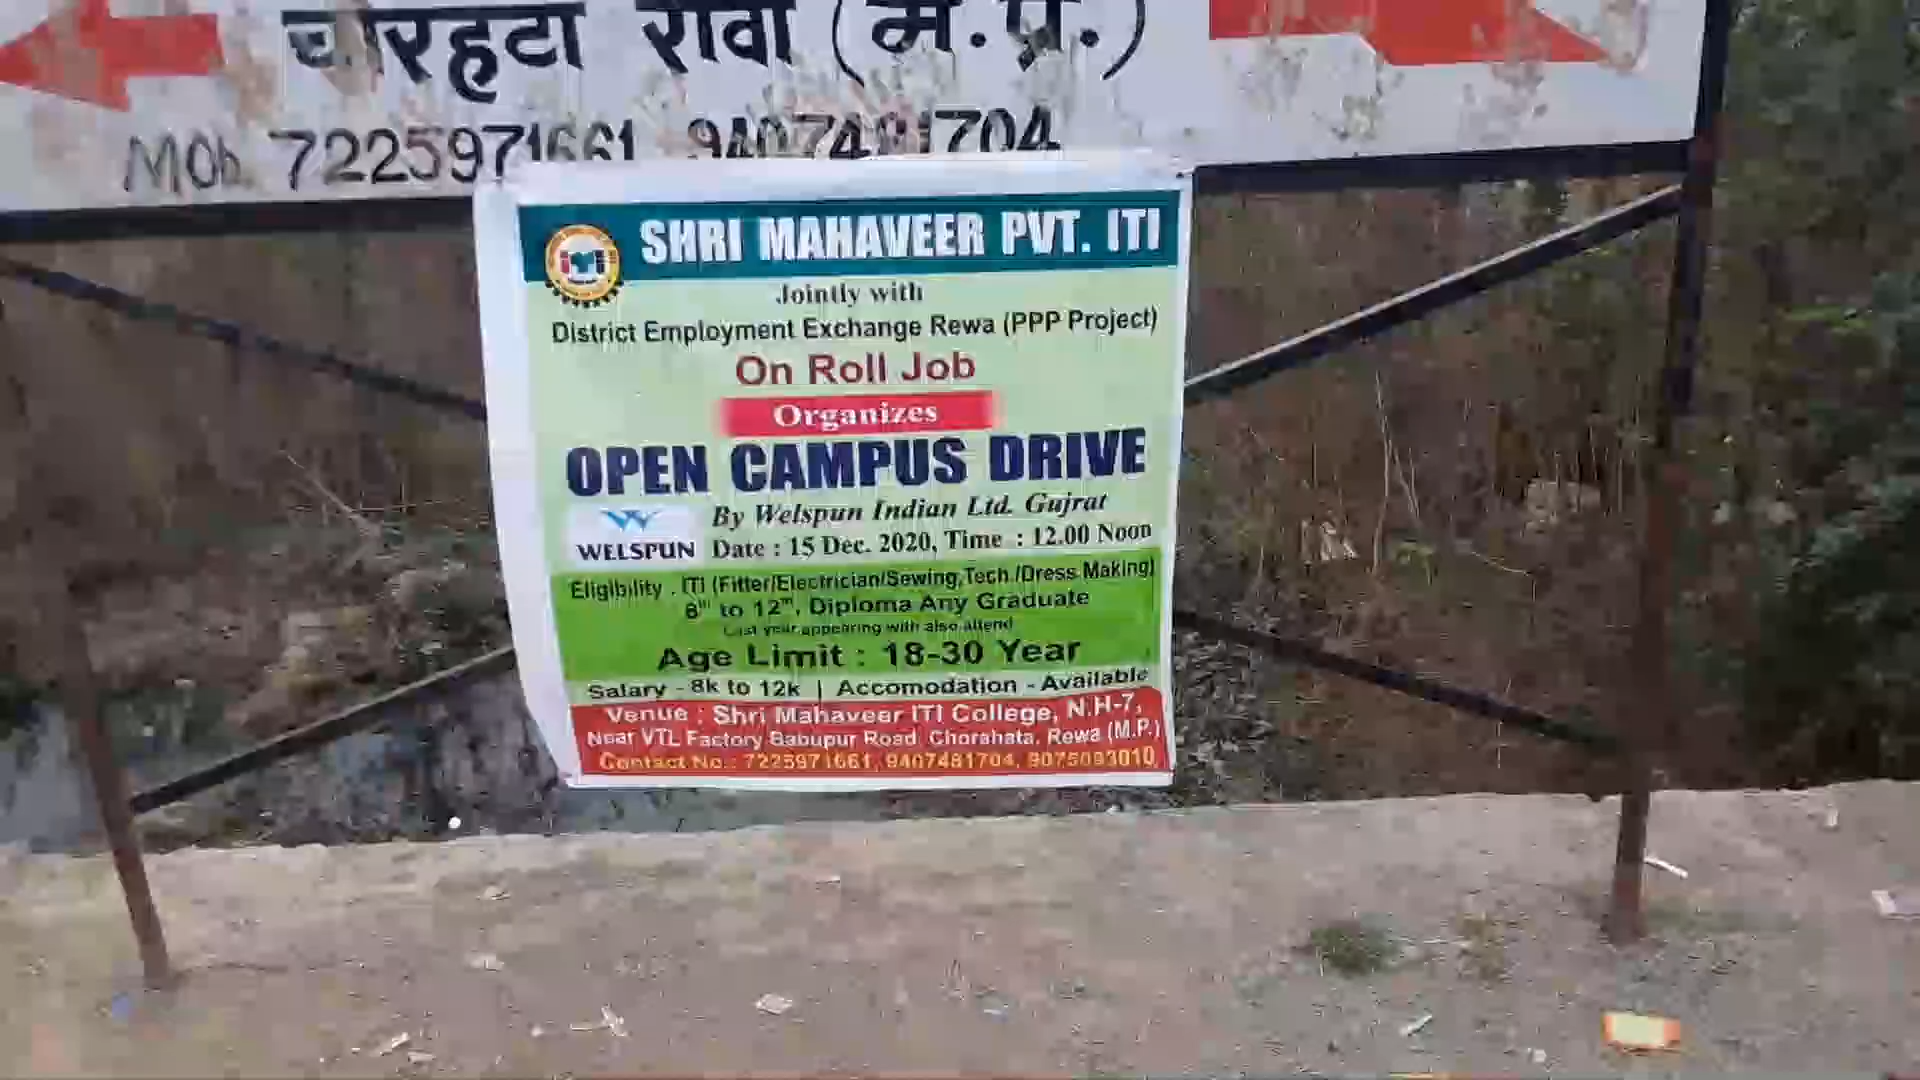 चोरहटा रीवा (म.प्र.)
Mob. 7225971661, 9407481704
SHRI MAHAVEER PVT. ITI
Jointly with
District Employment Exchange Rewa (PPP Project)
On Roll Job
Organizes
OPEN CAMPUS DRIVE
By Welspun Indian Ltd. Gujrat
WELSPUN
Date : 15 Dec. 2020, Time : 12.00 Noon
Eligibility . ITI (Fitter/Electrician/Sewing,Tech./Dress Making)
8th to 12th, Diploma Any Graduate
Last year appearing with also attend
Age Limit : 18-30 Year
Salary - 8k to 12k | Accomodation - Available
Venue : Shri Mahaveer ITI College, N.H-7,
Near VTL Factory Babupur Road, Chorahata, Rewa (M.P.)
Contact No.: 7225971661, 9407481704, 9075093010,